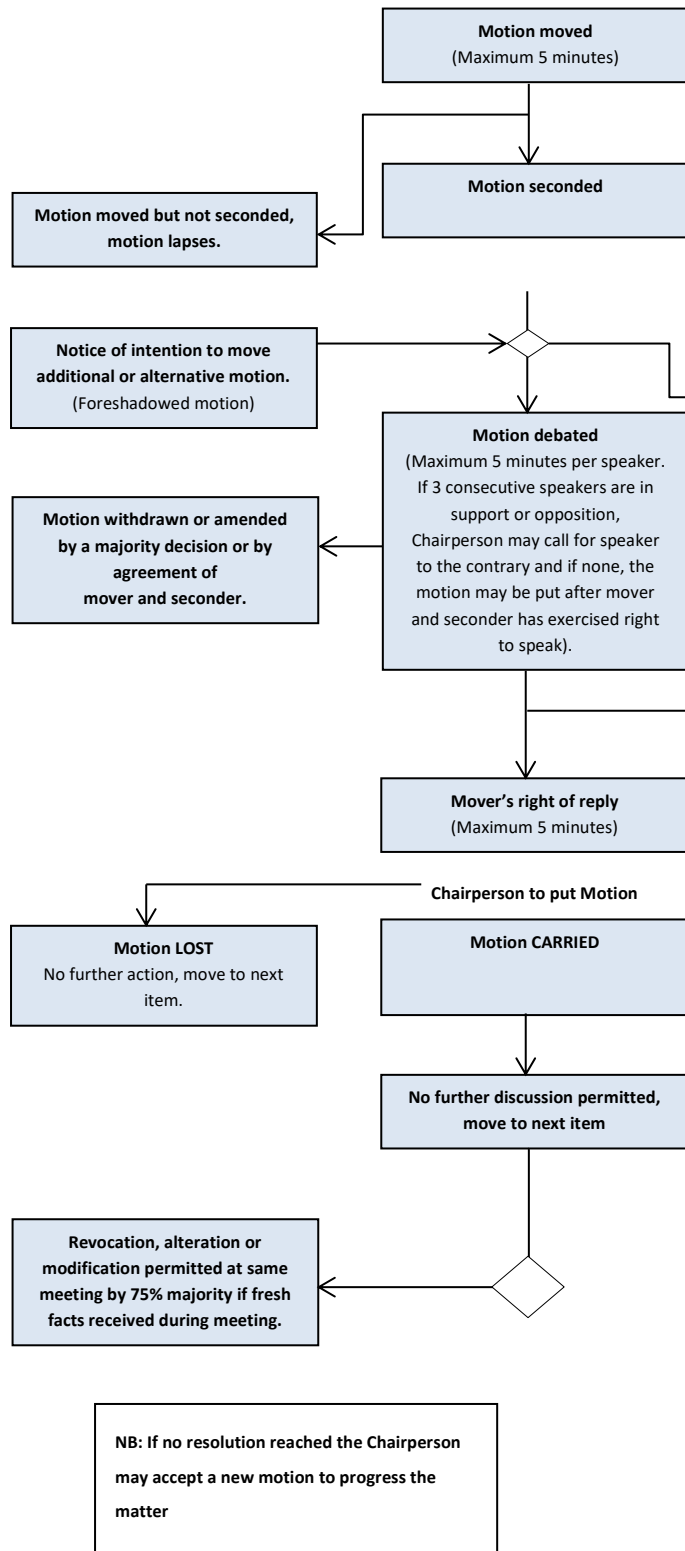 Motion moved
(Maximum 5 minutes)
Motion seconded
Motion moved but not seconded,
motion lapses.
Notice of intention to move
additional or alternative motion.
(Foreshadowed motion)
Motion debated
(Maximum 5 minutes per speaker.
If 3 consecutive speakers are in
support or opposition,
Chairperson may call for speaker
to the contrary and if none, the
motion may be put after mover
and seconder has exercised right
to speak).
Motion withdrawn or amended
by a majority decision or by
agreement of
mover and seconder.
Mover’s right of reply
(Maximum 5 minutes)
Chairperson to put Motion
Motion LOST
No further action, move to next
item.
Motion CARRIED
No further discussion permitted,
move to next item
Revocation, alteration or
modification permitted at same
meeting by 75% majority if fresh
facts received during meeting.
NB: If no resolution reached the Chairperson
may accept a new motion to progress the
matter